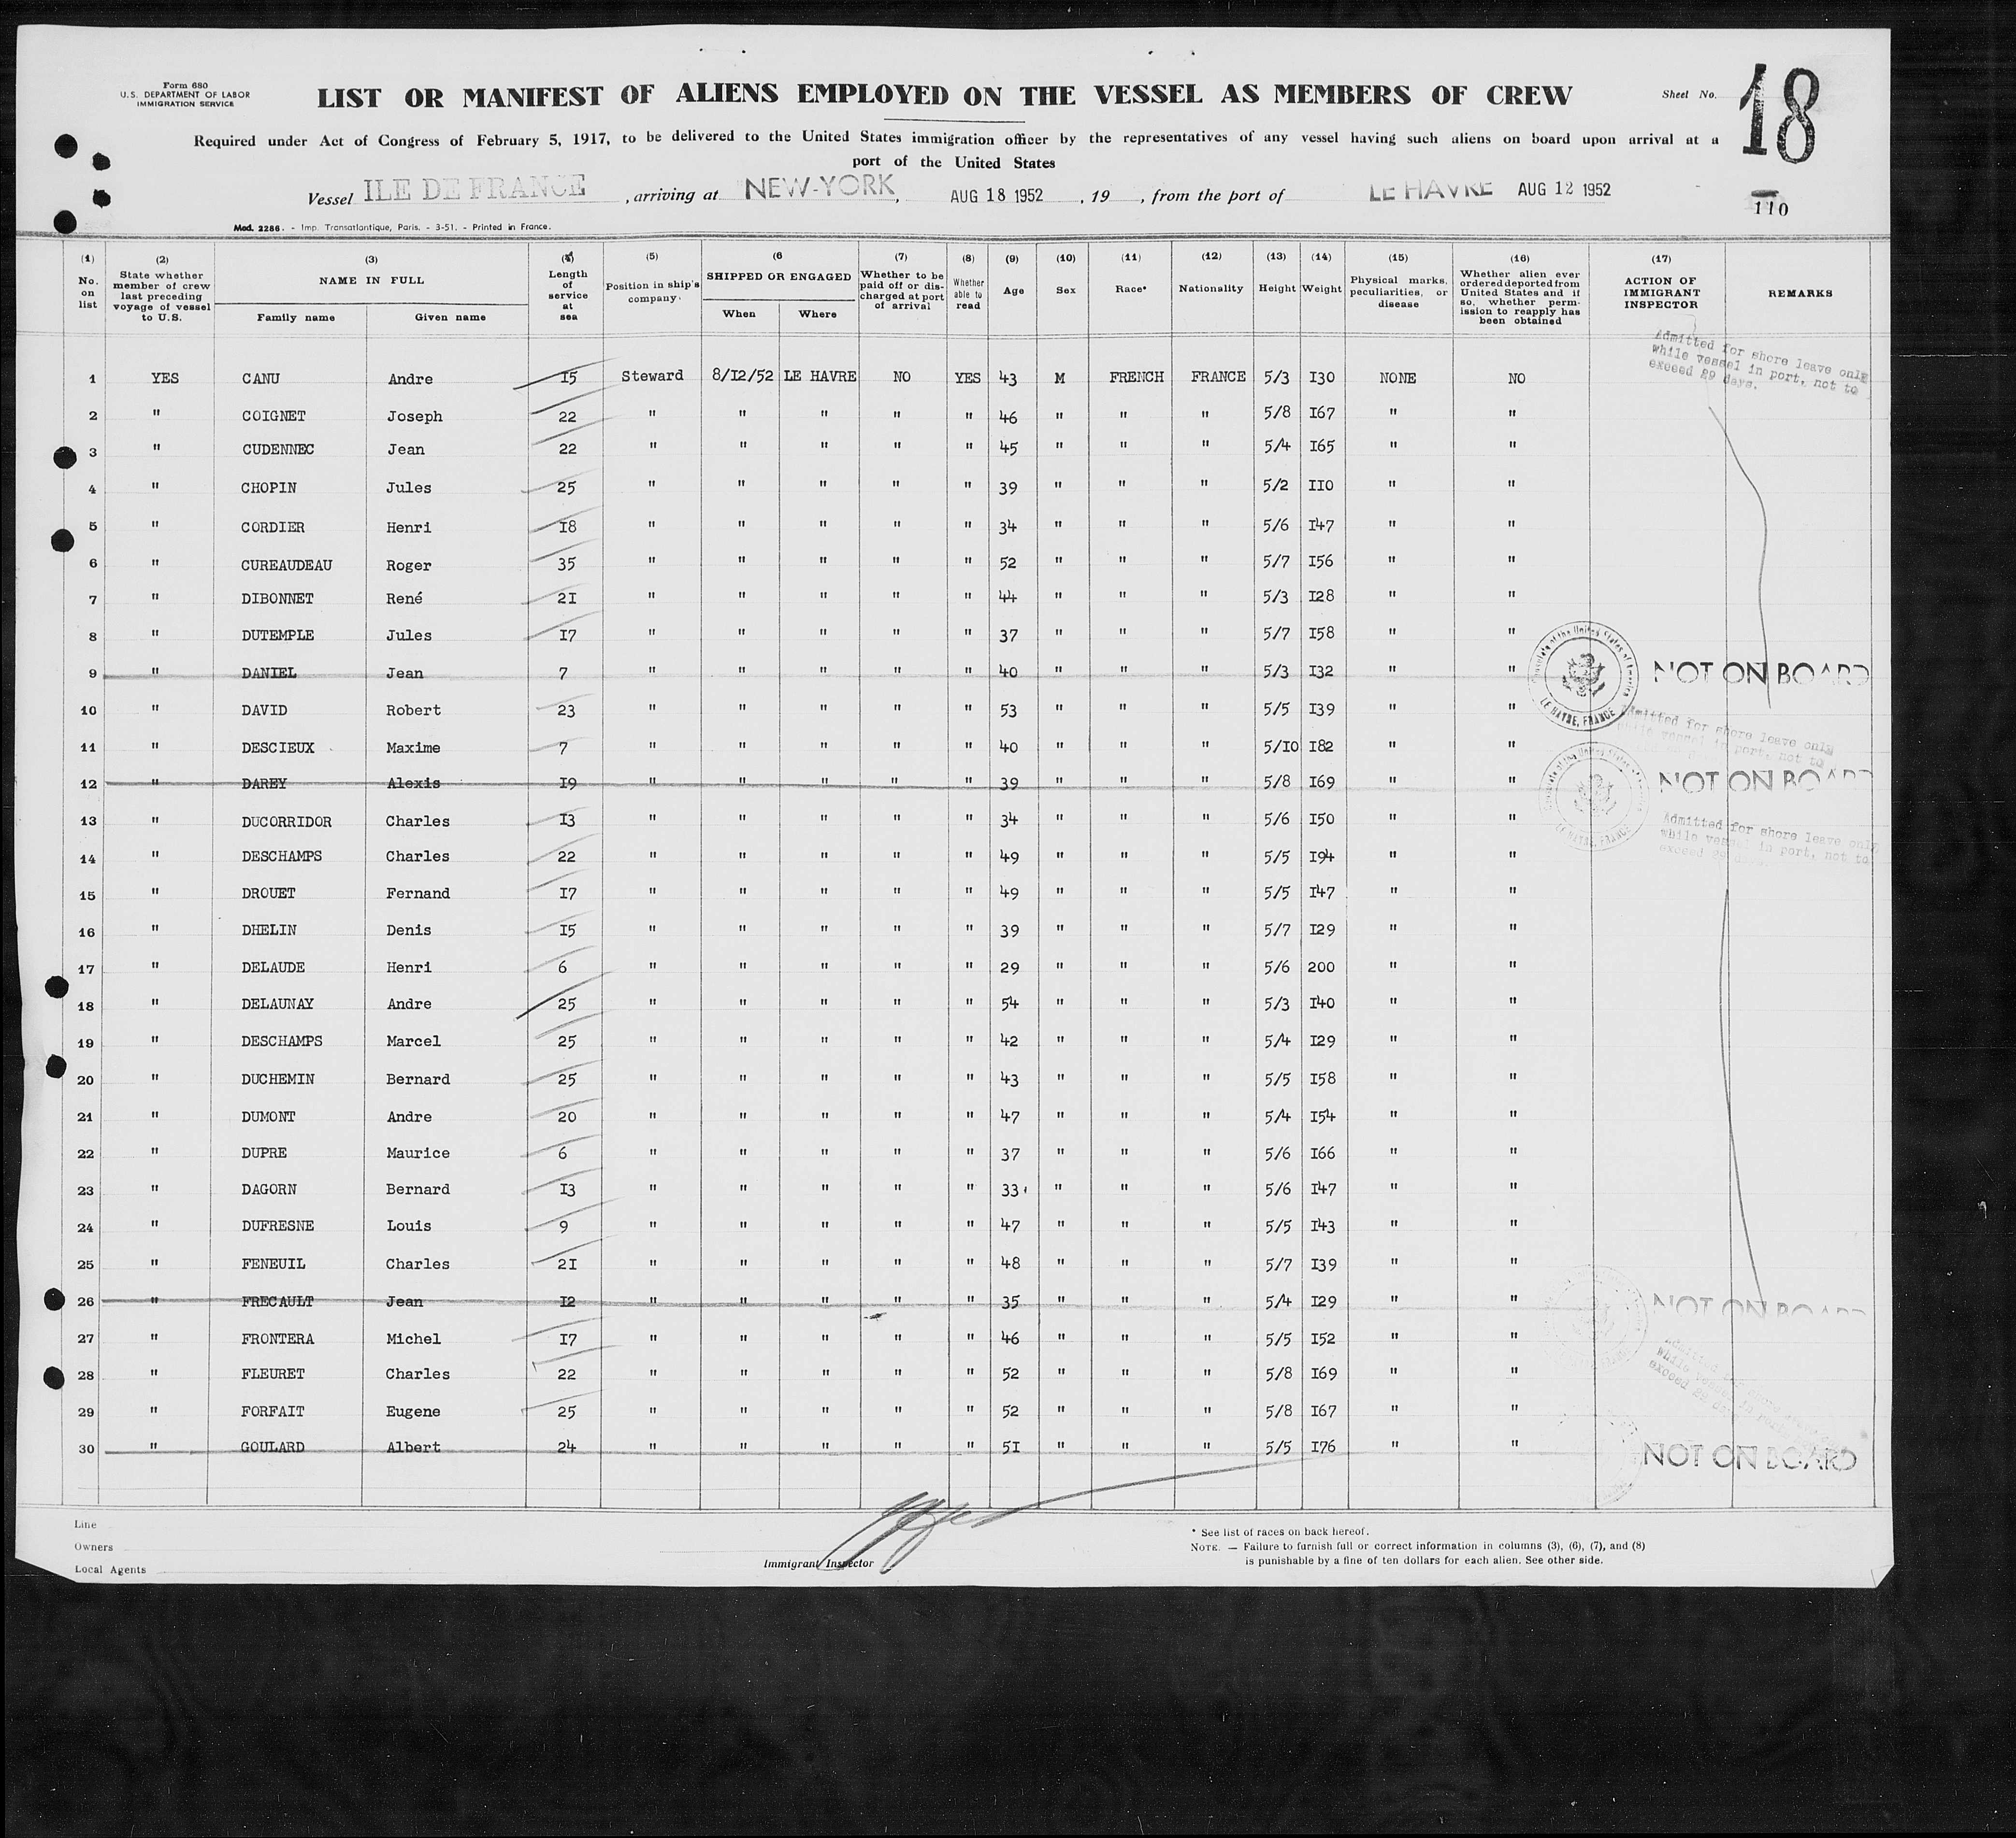 Form 680
U.S. DEPARTMENT OF LABOR
IMMIGRATION SERVICE
LIST OR MANIFEST OF ALIENS EMPLOYED ON THE VESSEL AS MEMBERS OF CREW
Sheet No. 18
Required under Act of Congress of February 5, 1917, to be delivered to the United States immigration officer by the representatives of any vessel having such aliens on board upon arrival at a
port of the United States
Vessel ILE DE FRANCE, arriving at NEW-YORK, AUG 18 1952, 19 , from the port of LE HAVRE AUG 12 1952
110
Mod. 2286. - Imp. Transatlantique, Paris. - 3-51. - Printed in France.
(1) No. on list
(2) State whether member of crew last preceding voyage of vessel to U.S.
(3) NAME IN FULL
Family name Given name
(4) Length of service at sea
(5) Position in ship's company
(6 SHIPPED OR ENGAGED
When Where
(7) Whether to be paid off or discharged at port of arrival
(8) Whether able to read
(9) Age
(10) Sex
(11) Race*
(12) Nationality
(13) Height
(14) Weight
(15) Physical marks, peculiarities, or disease
(16) Whether alien ever ordered deported from United States and if so, whether permission to reapply has been obtained
(17) ACTION OF IMMIGRANT INSPECTOR
REMARKS
Admitted for shore leave only
while vessel in port, not to
exceed 29 days.
1 YES CANU Andre 15 Steward 8/12/52 LE HAVRE NO YES 43 M FRENCH FRANCE 5/3 130 NONE NO
2 " COIGNET Joseph 22 " " " " " 46 " " " 5/8 167 " "
3 " CUDENNEC Jean 22 " " " " " 45 " " " 5/4 165 " "
4 " CHOPIN Jules 25 " " " " " 39 " " " 5/2 110 " "
5 " CORDIER Henri 18 " " " " " 34 " " " 5/6 147 " "
6 " CUREAUDEAU Roger 35 " " " " " 52 " " " 5/7 156 " "
7 " DIBONNET René 21 " " " " " 44 " " " 5/3 128 " "
8 " DUTEMPLE Jules 17 " " " " " 37 " " " 5/7 158 " "
9 " DANIEL Jean 7 " " " " " 40 " " " 5/3 132 " " NOT ON BOARD
10 " DAVID Robert 23 " " " " " 53 " " " 5/5 139 " "
11 " DESCIEUX Maxime 7 " " " " " 40 " " " 5/10 182 " "
12 " DAREY Alexis 19 " " " " " 39 " " " 5/8 169 " " NOT ON BOARD
13 " DUCORRIDOR Charles 13 " " " " " 34 " " " 5/6 150 " "
14 " DESCHAMPS Charles 22 " " " " " 49 " " " 5/5 194 " "
15 " DROUET Fernand 17 " " " " " 49 " " " 5/5 147 " "
16 " DHELIN Denis 15 " " " " " 39 " " " 5/7 129 " "
17 " DELAUDE Henri 6 " " " " " 29 " " " 5/6 200 " "
18 " DELAUNAY Andre 25 " " " " " 54 " " " 5/3 140 " "
19 " DESCHAMPS Marcel 25 " " " " " 42 " " " 5/4 129 " "
20 " DUCHEMIN Bernard 25 " " " " " 43 " " " 5/5 158 " "
21 " DUMONT Andre 20 " " " " " 47 " " " 5/4 154 " "
22 " DUPRE Maurice 6 " " " " " 37 " " " 5/6 166 " "
23 " DAGORN Bernard 13 " " " " " 33 " " " 5/6 147 " "
24 " DUFRESNE Louis 9 " " " " " 47 " " " 5/5 143 " "
25 " FENEUIL Charles 21 " " " " " 48 " " " 5/7 139 " "
26 " FRECAULT Jean 12 " " " " " 35 " " " 5/4 129 " " NOT ON BOARD
27 " FRONTERA Michel 17 " " " " " 46 " " " 5/5 152 " "
28 " FLEURET Charles 22 " " " " " 52 " " " 5/8 169 " "
29 " FORFAIT Eugene 25 " " " " " 52 " " " 5/8 167 " "
30 " GOULARD Albert 24 " " " " " 51 " " " 5/5 176 " " NOT ON BOARD
Consulate of the United States of America
LE HAVRE, FRANCE
Admitted for shore leave only
while vessel in port, not to
LE HAVRE, FRANCE
Admitted for shore leave only
while vessel in port, not to
exceed 29
Line
Owners
Local Agents
Immigrant Inspector
* See list of races on back hereof.
NOTE. — Failure to furnish full or correct information in columns (3), (6), (7), and (8)
is punishable by a fine of ten dollars for each alien. See other side.